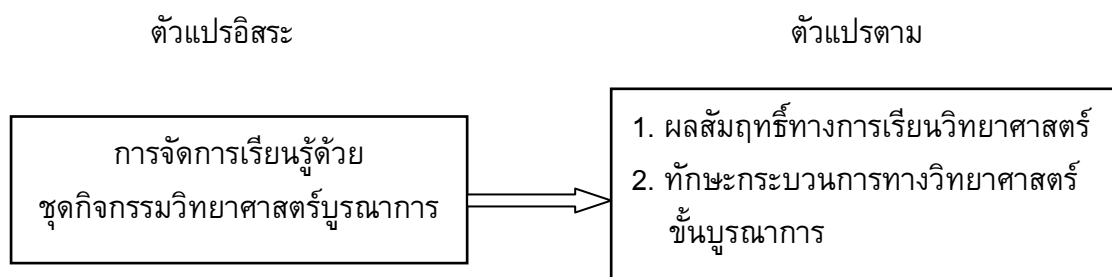 ตัวแปรอิสระ
ตัวแปรตาม
การจัดการเรียนรู้ด้วย
ชุดกิจกรรมวิทยาศาสตร์บูรณาการ
1. ผลสัมฤทธิ์ทางการเรียนวิทยาศาสตร์
2. ทักษะกระบวนการทางวิทยาศาสตร์
ขั้นบูรณาการ